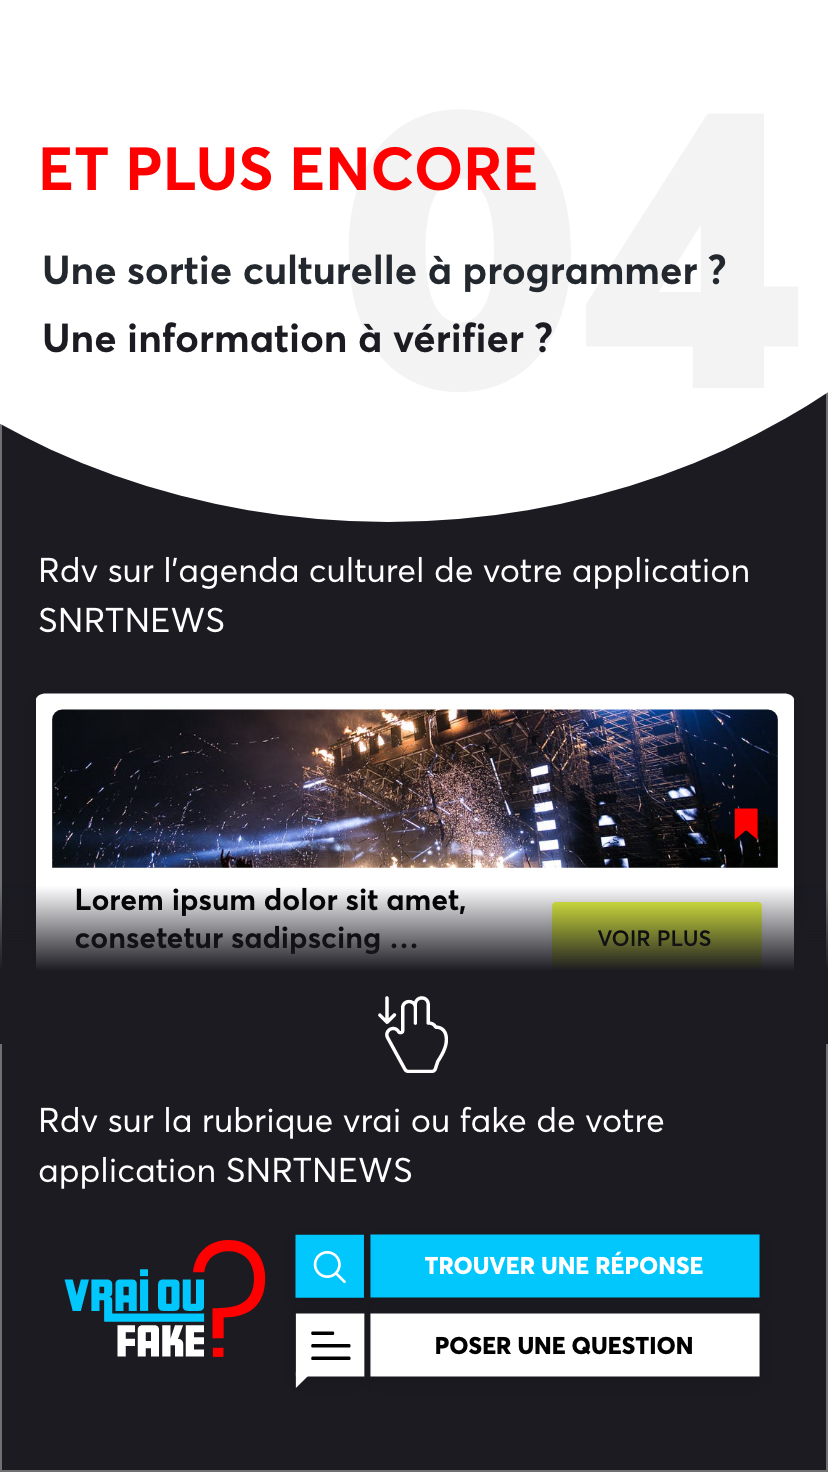 04
ET PLUS ENCORE
Une sortie culturelle à programmer ?
Une information à vérifier ?
Rdv sur l'agenda culturel de votre application
SNRTNEWS
Lorem ipsum dolor sit amet,
consetetur sadipscing ...
VOIR PLUS
Rdv sur la rubrique vrai ou fake de votre
application SNRTNEWS
VRAI OU
FAKE ?
TROUVER UNE RÉPONSE
POSER UNE QUESTION